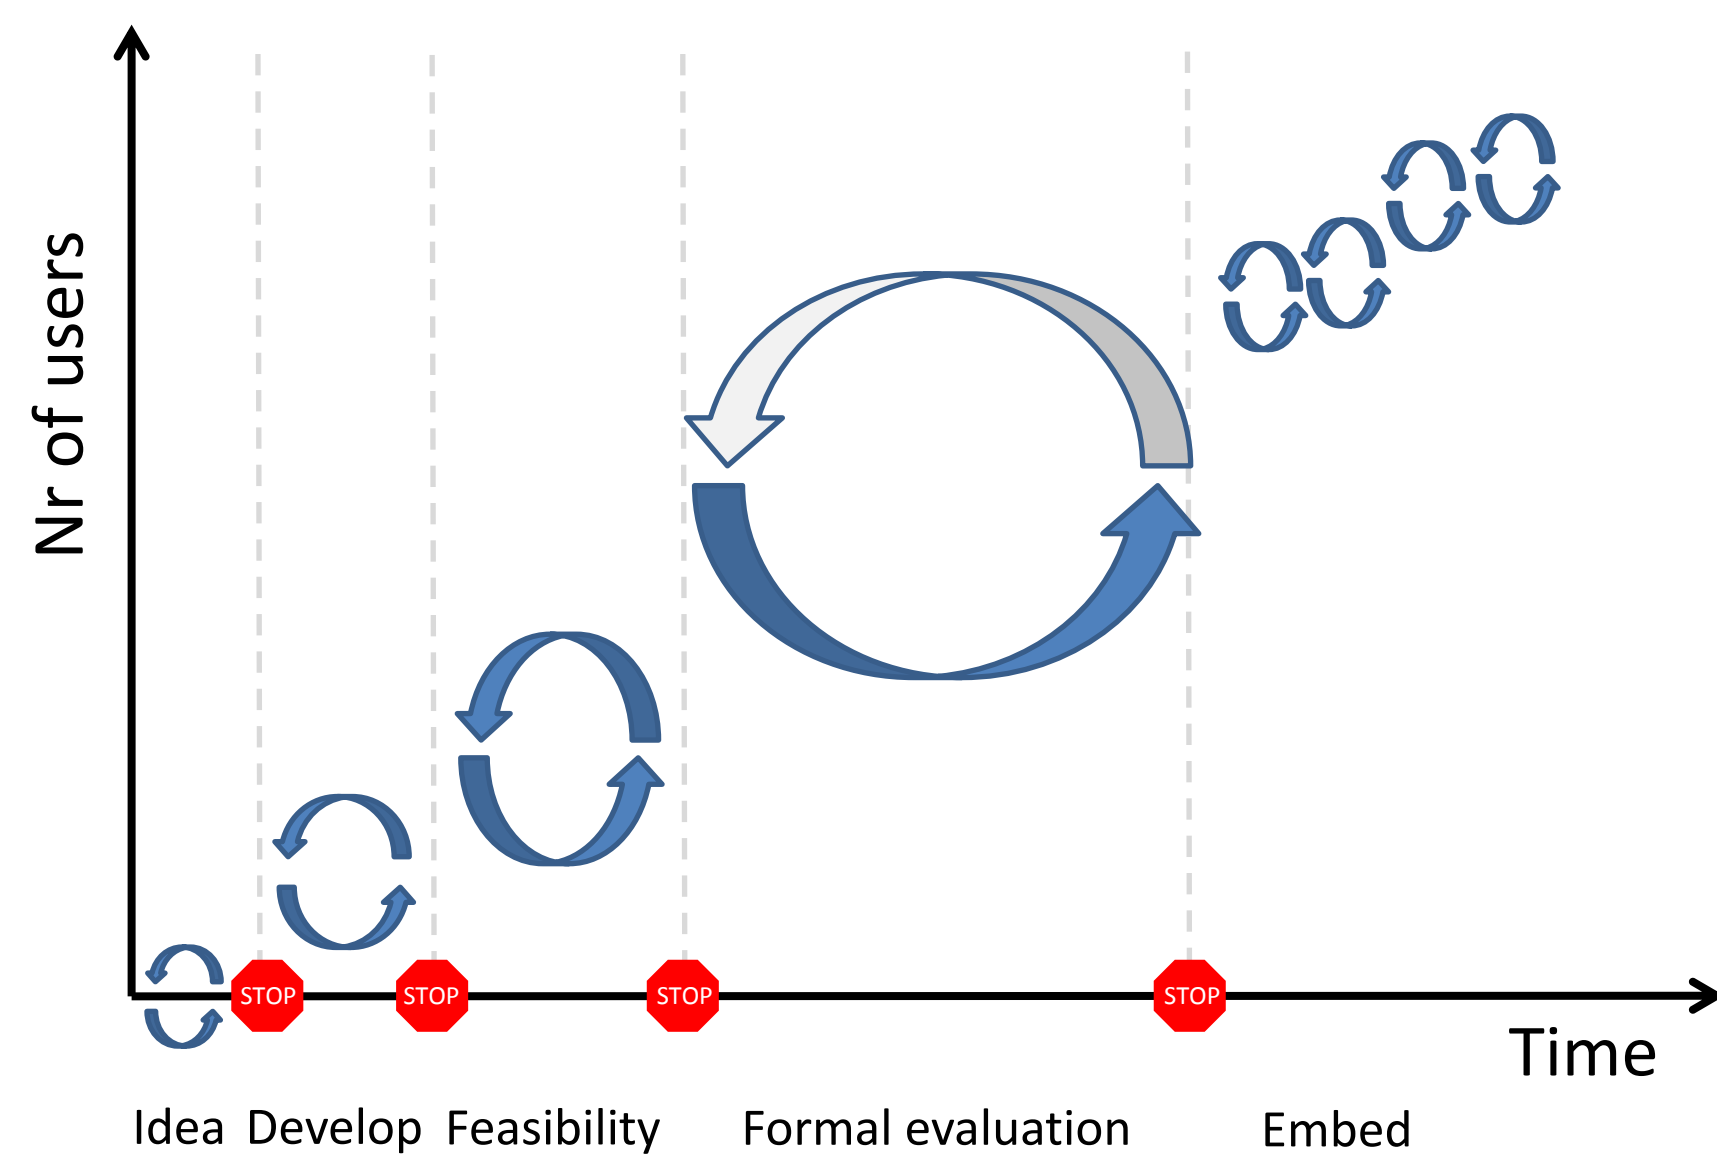 Nr of users
STOP
STOP
STOP
STOP
Time
Idea
Develop
Feasibility
Formal evaluation
Embed